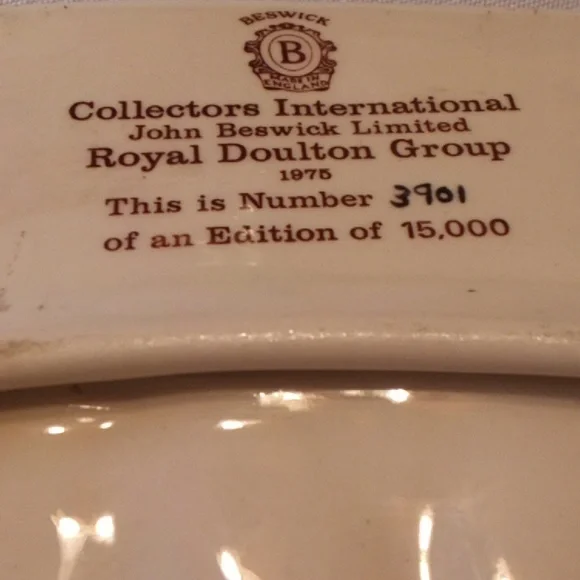 BESWICK
B
MADE IN
ENGLAND
Collectors International
John Beswick Limited
Royal Doulton Group
1975
This is Number 3901
of an Edition of 15,000